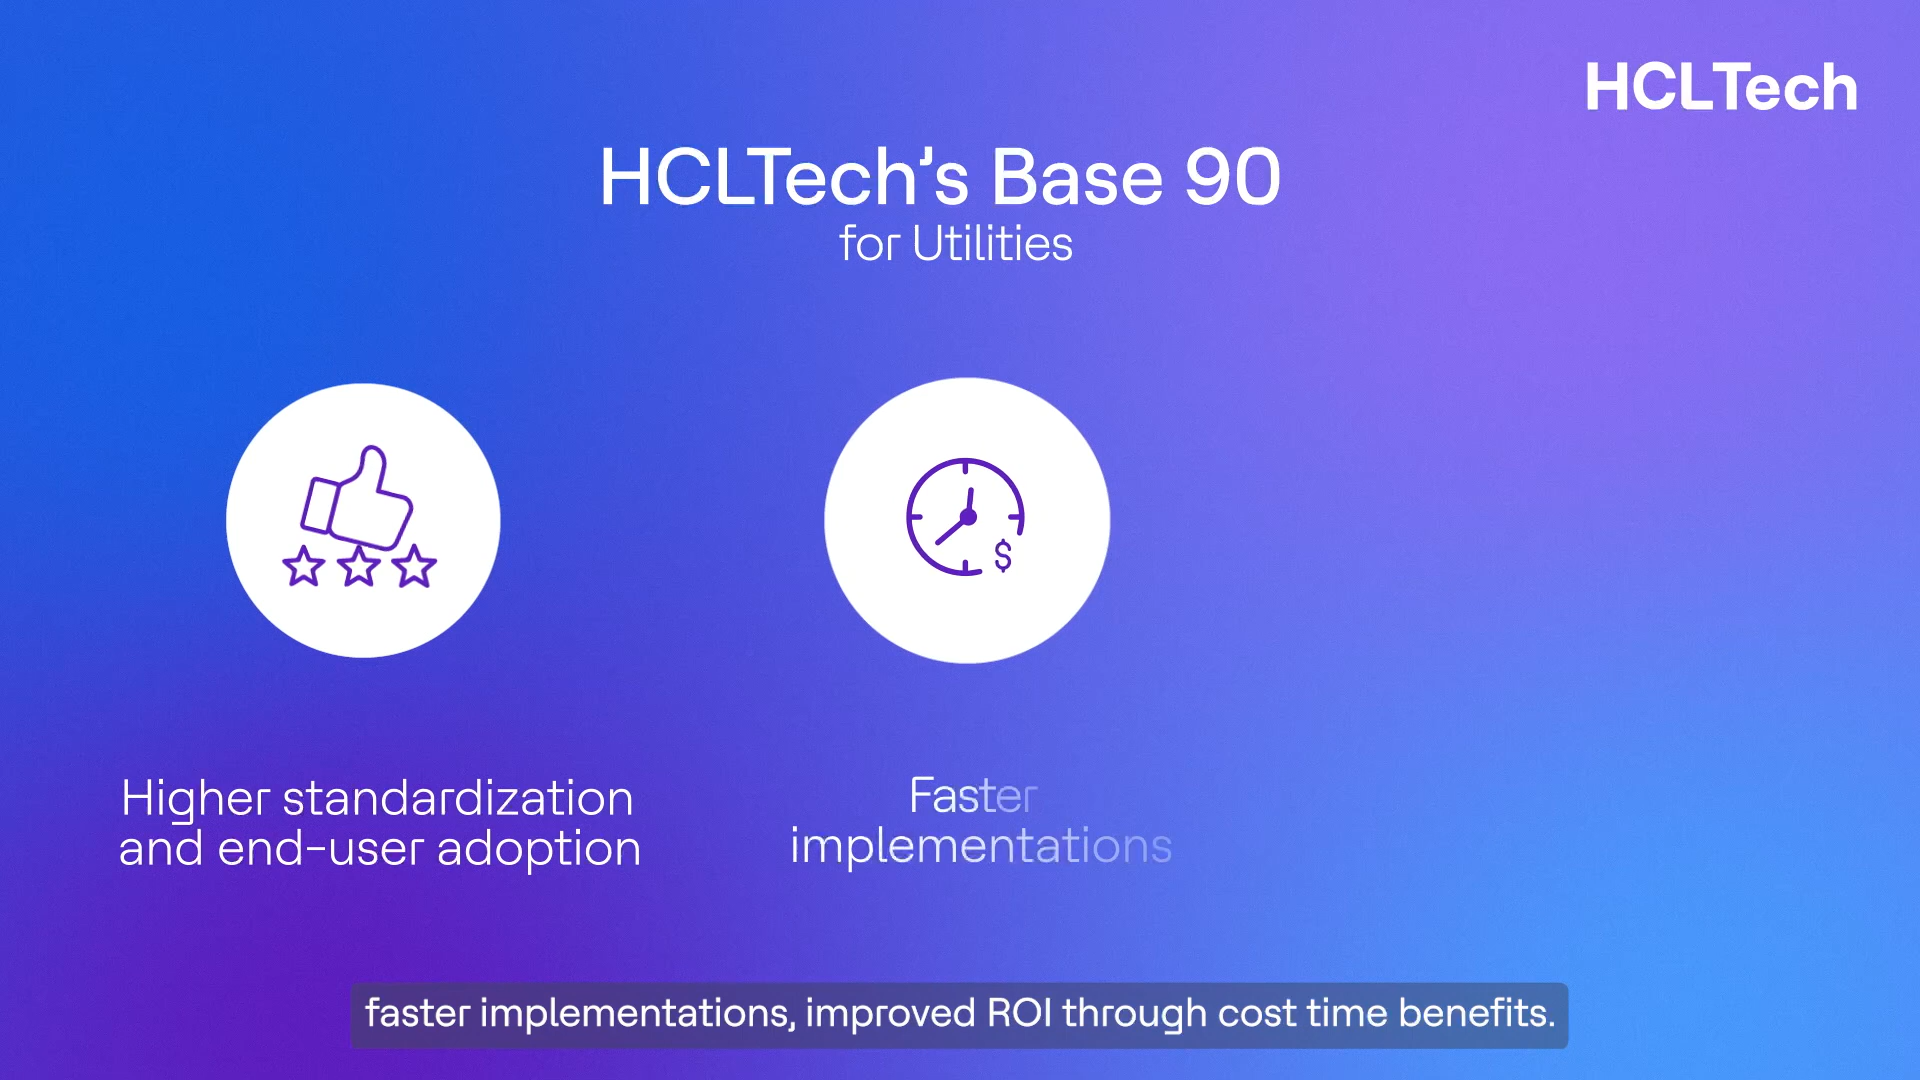 HCLTech
HCLTech's Base 90
for Utilities
$
Higher standardization
and end-user adoption
Faster
implementations
faster implementations, improved ROI through cost time benefits.